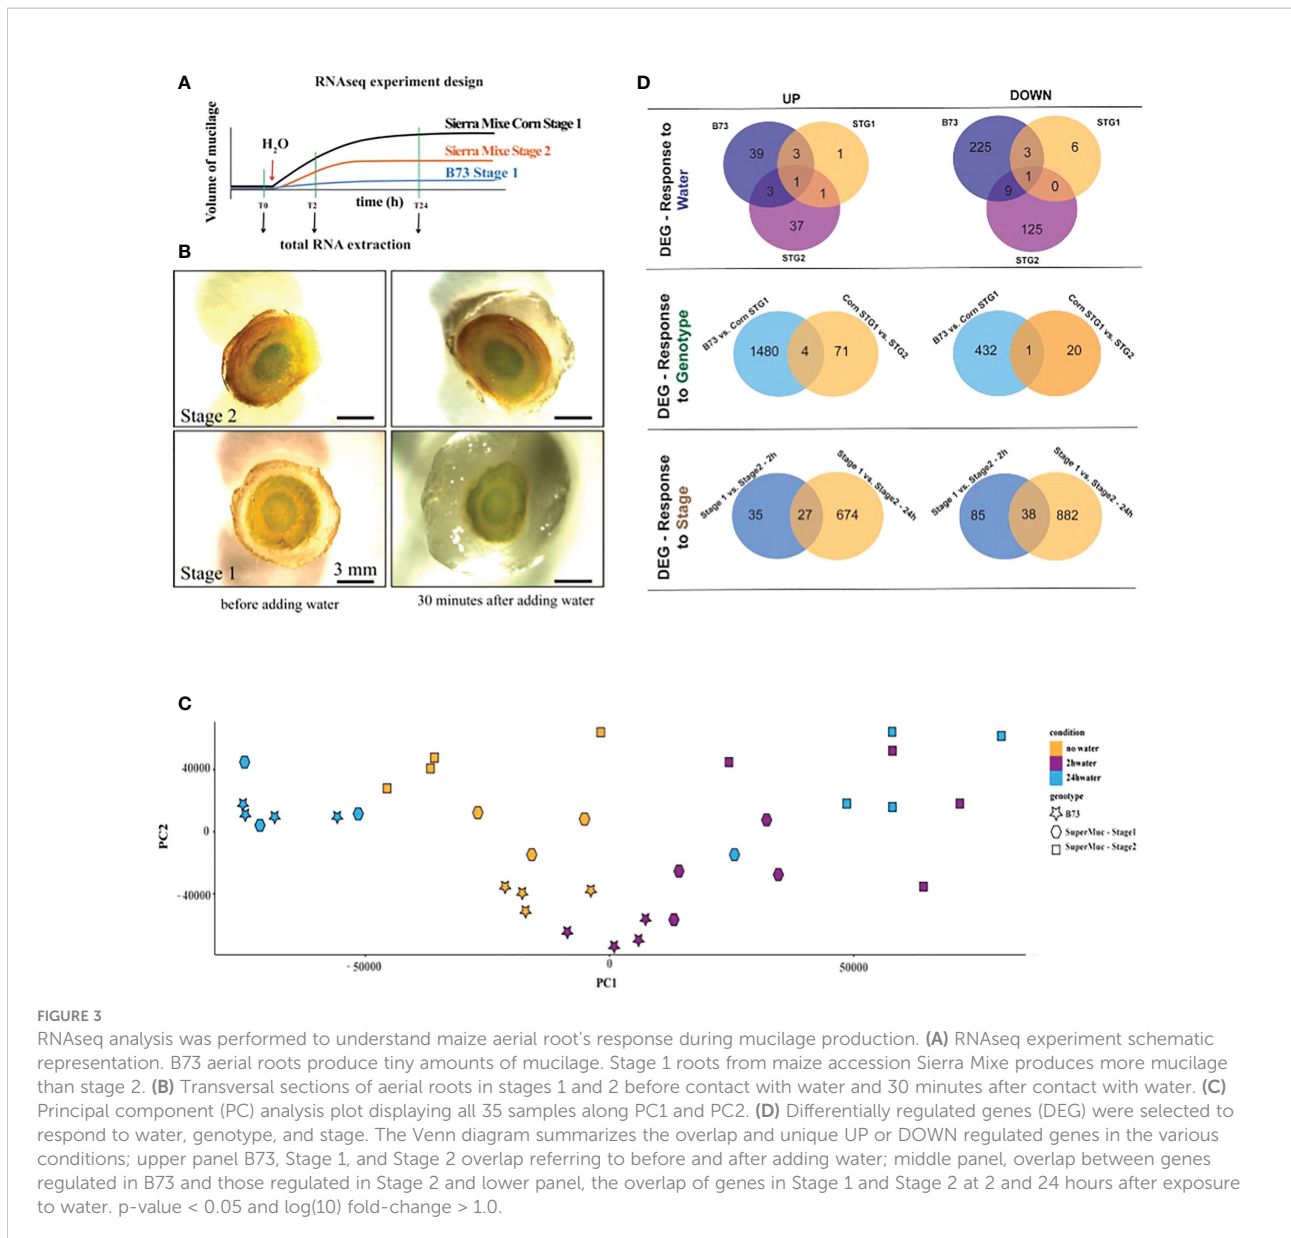 A
RNAseq experiment design
Volume of mucilage
H2O
Sierra Mixe Corn Stage 1
Sierra Mixe Stage 2
B73 Stage 1
time (h)
T0
T2
T24
total RNA extraction
B
Stage 2
Stage 1
3 mm
before adding water
30 minutes after adding water
D
UP
DOWN
DEG - Response to
Water
B73
STG1
39
3
1
1
3
1
37
STG2
B73
STG1
225
3
6
1
9
0
125
STG2
DEG - Response
to Genotype
B73 vs. Corn STG1
Corn STG1 vs. STG2
1480
4
71
B73 vs. Corn STG1
Corn STG1 vs. STG2
432
1
20
DEG - Response
to Stage
Stage 1 vs. Stage2 - 2h
Stage 1 vs. Stage2 - 24h
35
27
674
Stage 1 vs. Stage2 - 2h
Stage 1 vs. Stage2 - 24h
85
38
882
C
PC2
40000
0
- 40000
- 50000
0
50000
PC1
condition
no water
2hwater
24hwater
genotype
B73
SuperMuc - Stage1
SuperMuc - Stage2
FIGURE 3
RNAseq analysis was performed to understand maize aerial root's response during mucilage production. (A) RNAseq experiment schematic
representation. B73 aerial roots produce tiny amounts of mucilage. Stage 1 roots from maize accession Sierra Mixe produces more mucilage
than stage 2. (B) Transversal sections of aerial roots in stages 1 and 2 before contact with water and 30 minutes after contact with water. (C)
Principal component (PC) analysis plot displaying all 35 samples along PC1 and PC2. (D) Differentially regulated genes (DEG) were selected to
respond to water, genotype, and stage. The Venn diagram summarizes the overlap and unique UP or DOWN regulated genes in the various
conditions; upper panel B73, Stage 1, and Stage 2 overlap referring to before and after adding water; middle panel, overlap between genes
regulated in B73 and those regulated in Stage 2 and lower panel, the overlap of genes in Stage 1 and Stage 2 at 2 and 24 hours after exposure
to water. p-value < 0.05 and log(10) fold-change > 1.0.